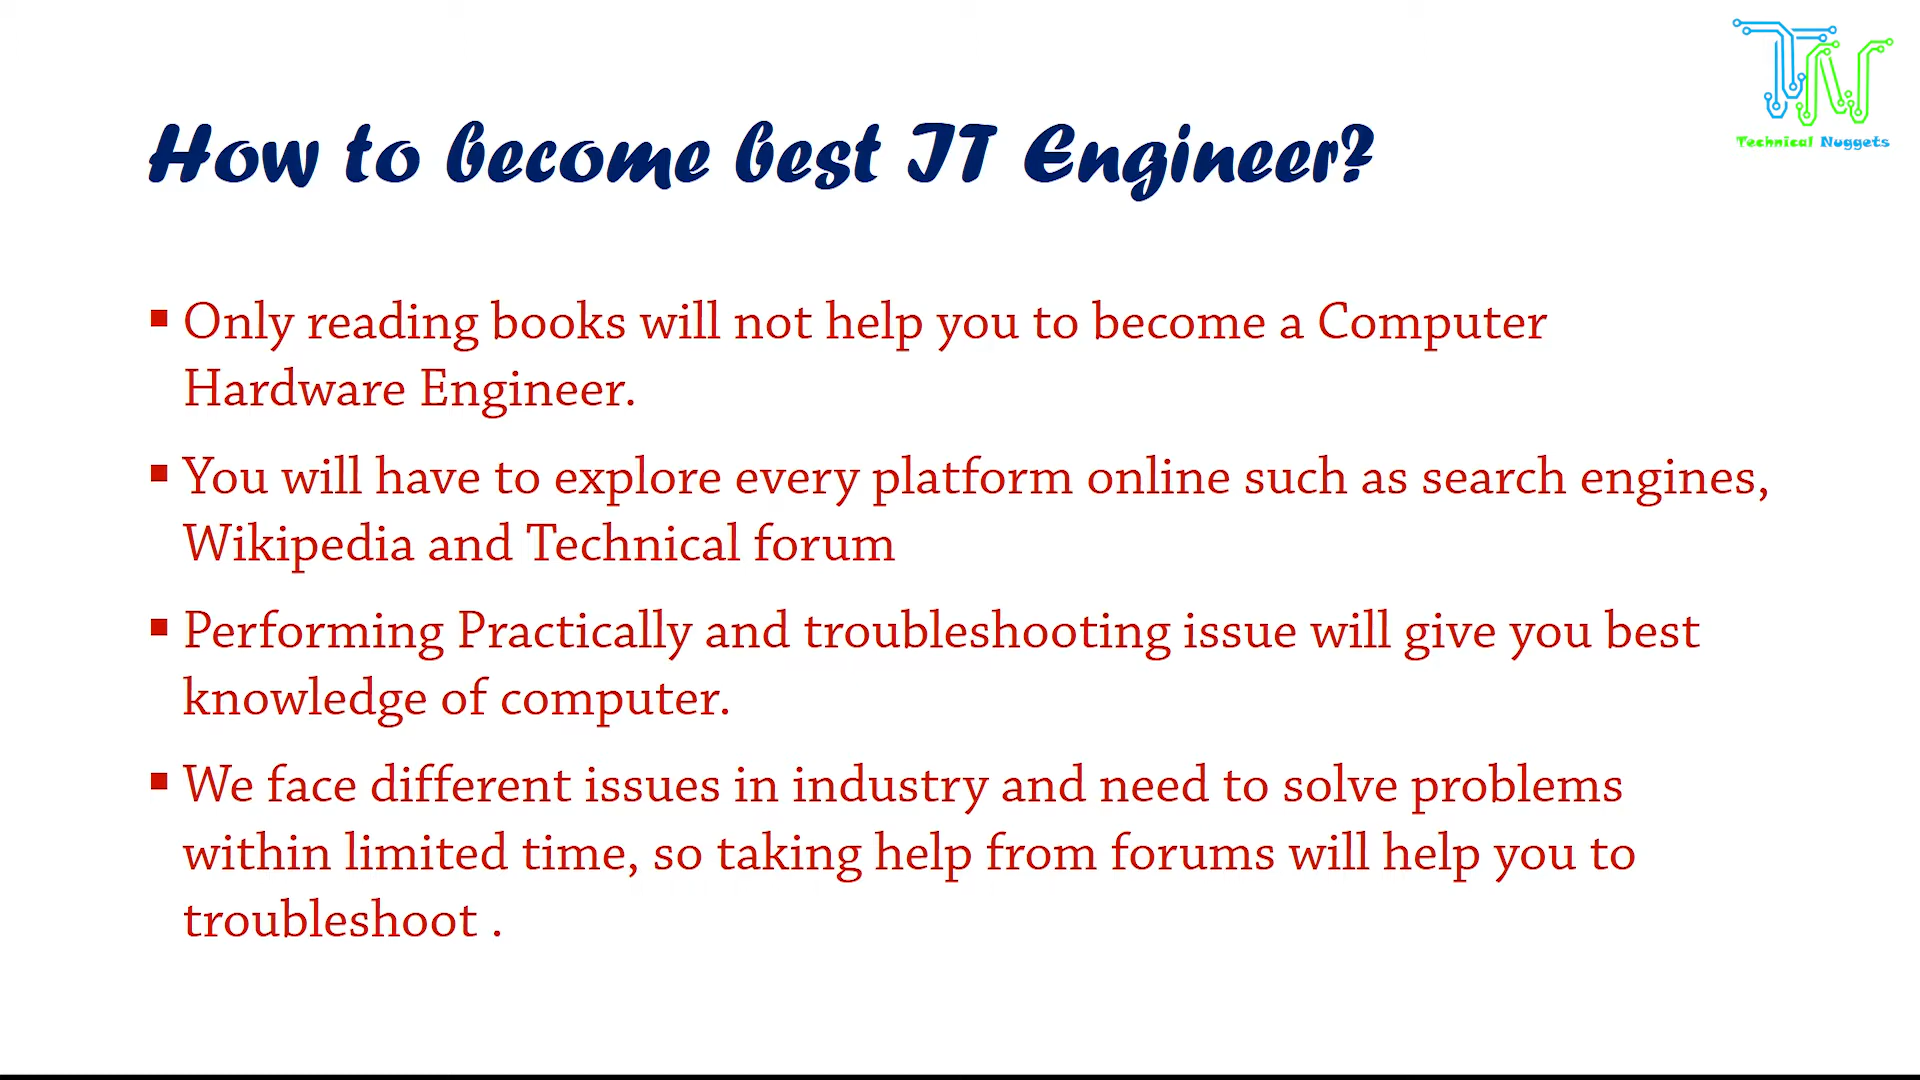 TN
Technical Nuggets
How to become best IT Engineer?
▪ Only reading books will not help you to become a Computer
Hardware Engineer.
▪ You will have to explore every platform online such as search engines,
Wikipedia and Technical forum
▪ Performing Practically and troubleshooting issue will give you best
knowledge of computer.
▪ We face different issues in industry and need to solve problems
within limited time, so taking help from forums will help you to
troubleshoot .